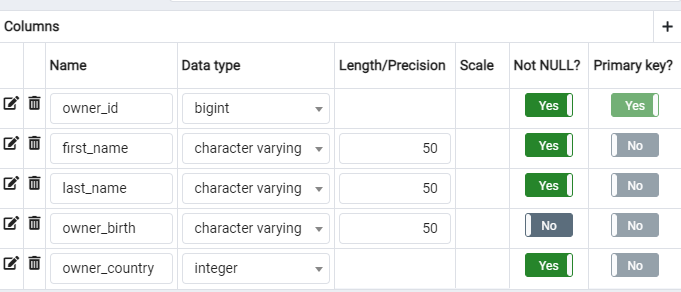 Columns +
Name Data type Length/Precision Scale Not NULL? Primary key?
owner_id bigint Yes Yes
first_name character varying 50 Yes No
last_name character varying 50 Yes No
owner_birth character varying 50 No No
owner_country integer Yes No